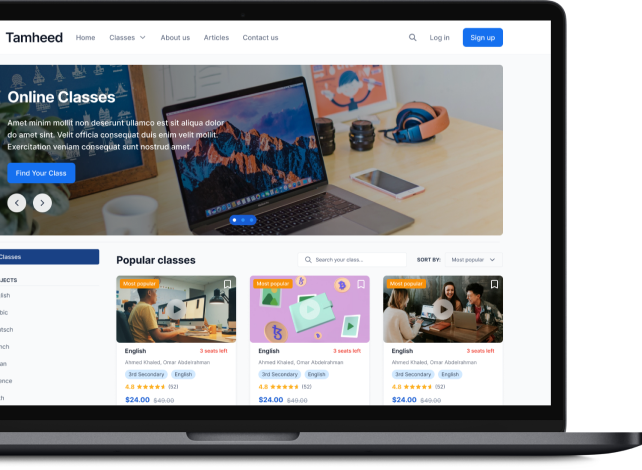 Tamheed Home Classes About us Articles Contact us Log in Sign up
Online Classes
Amet minim mollit non deserunt ullamco est sit aliqua dolor
do amet sint. Velit officia consequat duis enim velit mollit.
Exercitation veniam consequat sunt nostrud amet.
Find Your Class
Classes
Popular classes
Search your class...
SORT BY: Most popular
JECTS
lish
bic
utsch
nch
ian
ence
h
Most popular
English 3 seats left
Ahmed Khaled, Omar Abdelrahman
3rd Secondary English
4.8 ★★★★★ (52)
$24.00 $49.00
Most popular
English 3 seats left
Ahmed Khaled, Omar Abdelrahman
3rd Secondary English
4.8 ★★★★★ (52)
$24.00 $49.00
Most popular
English 3 seats left
Ahmed Khaled, Omar Abdelrahman
3rd Secondary English
4.8 ★★★★★ (52)
$24.00 $49.00